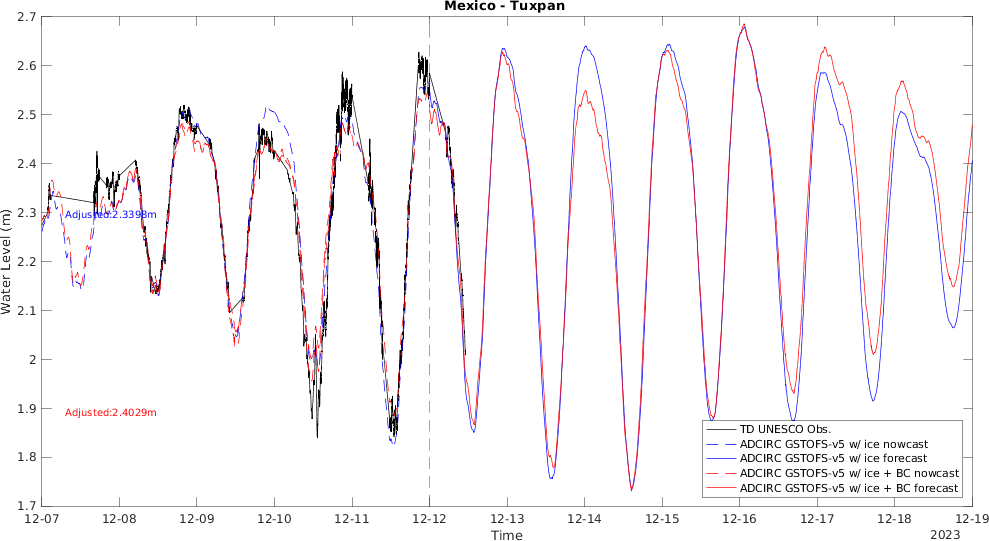 Mexico - Tuxpan
Water Level (m)
2.7
2.6
2.5
2.4
2.3
2.2
2.1
2
1.9
1.8
1.7
Adjusted:2.3398m
Adjusted:2.4029m
TD UNESCO Obs.
ADCIRC GSTOFS-v5 w/ ice nowcast
ADCIRC GSTOFS-v5 w/ ice forecast
ADCIRC GSTOFS-v5 w/ ice + BC nowcast
ADCIRC GSTOFS-v5 w/ ice + BC forecast
12-07 12-08 12-09 12-10 12-11 12-12 12-13 12-14 12-15 12-16 12-17 12-18 12-19
Time
2023